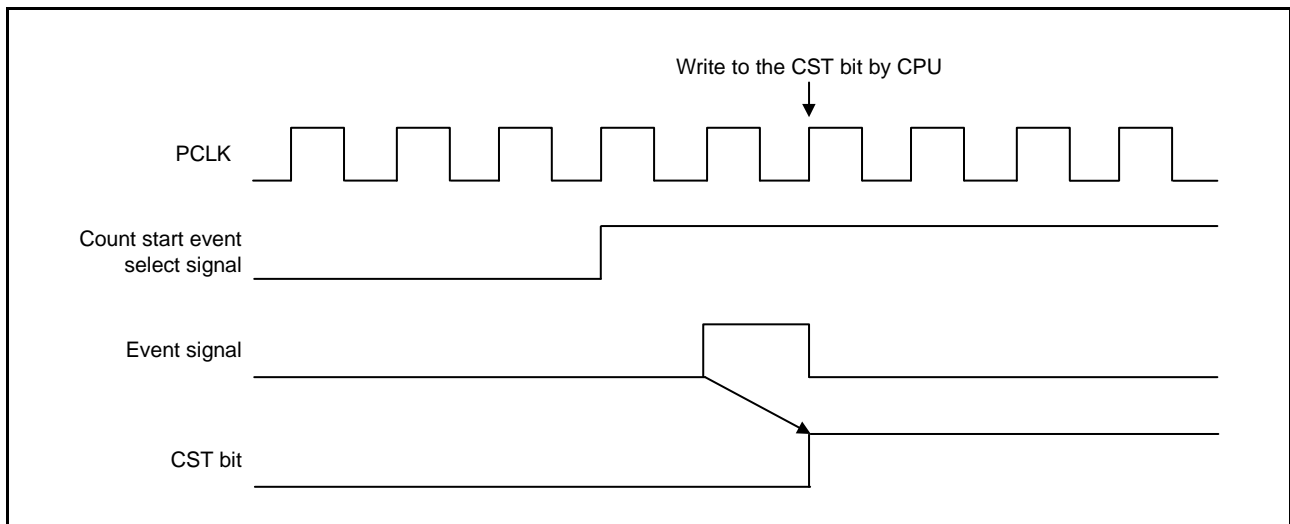 Write to the CST bit by CPU
PCLK
Count start event
select signal
Event signal
CST bit